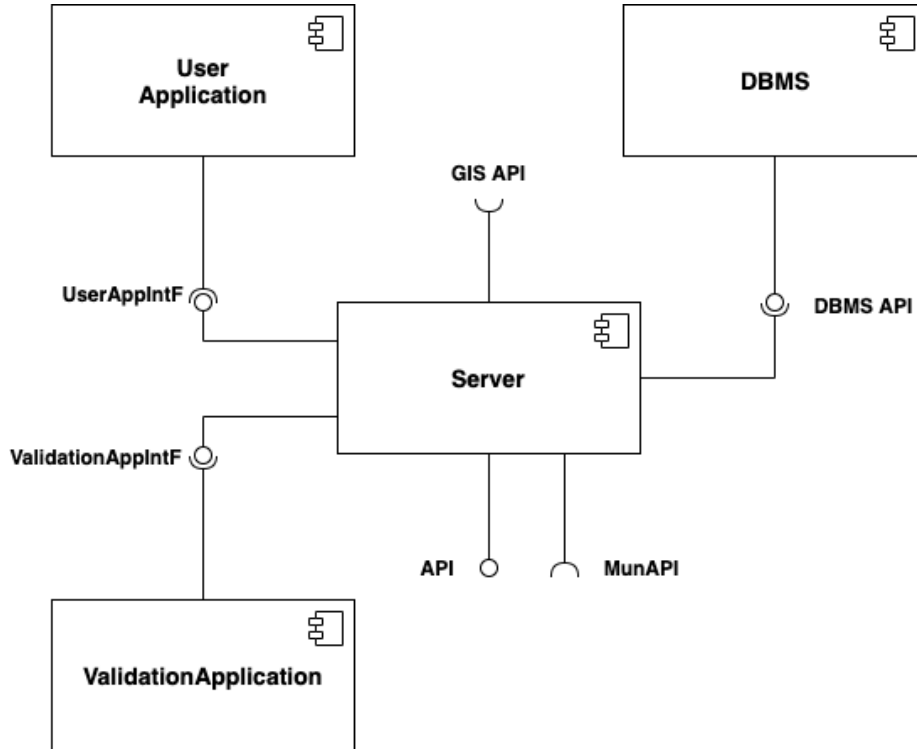 User
Application
DBMS
GIS API
UserAppIntF
DBMS API
Server
ValidationAppIntF
API
MunAPI
ValidationApplication